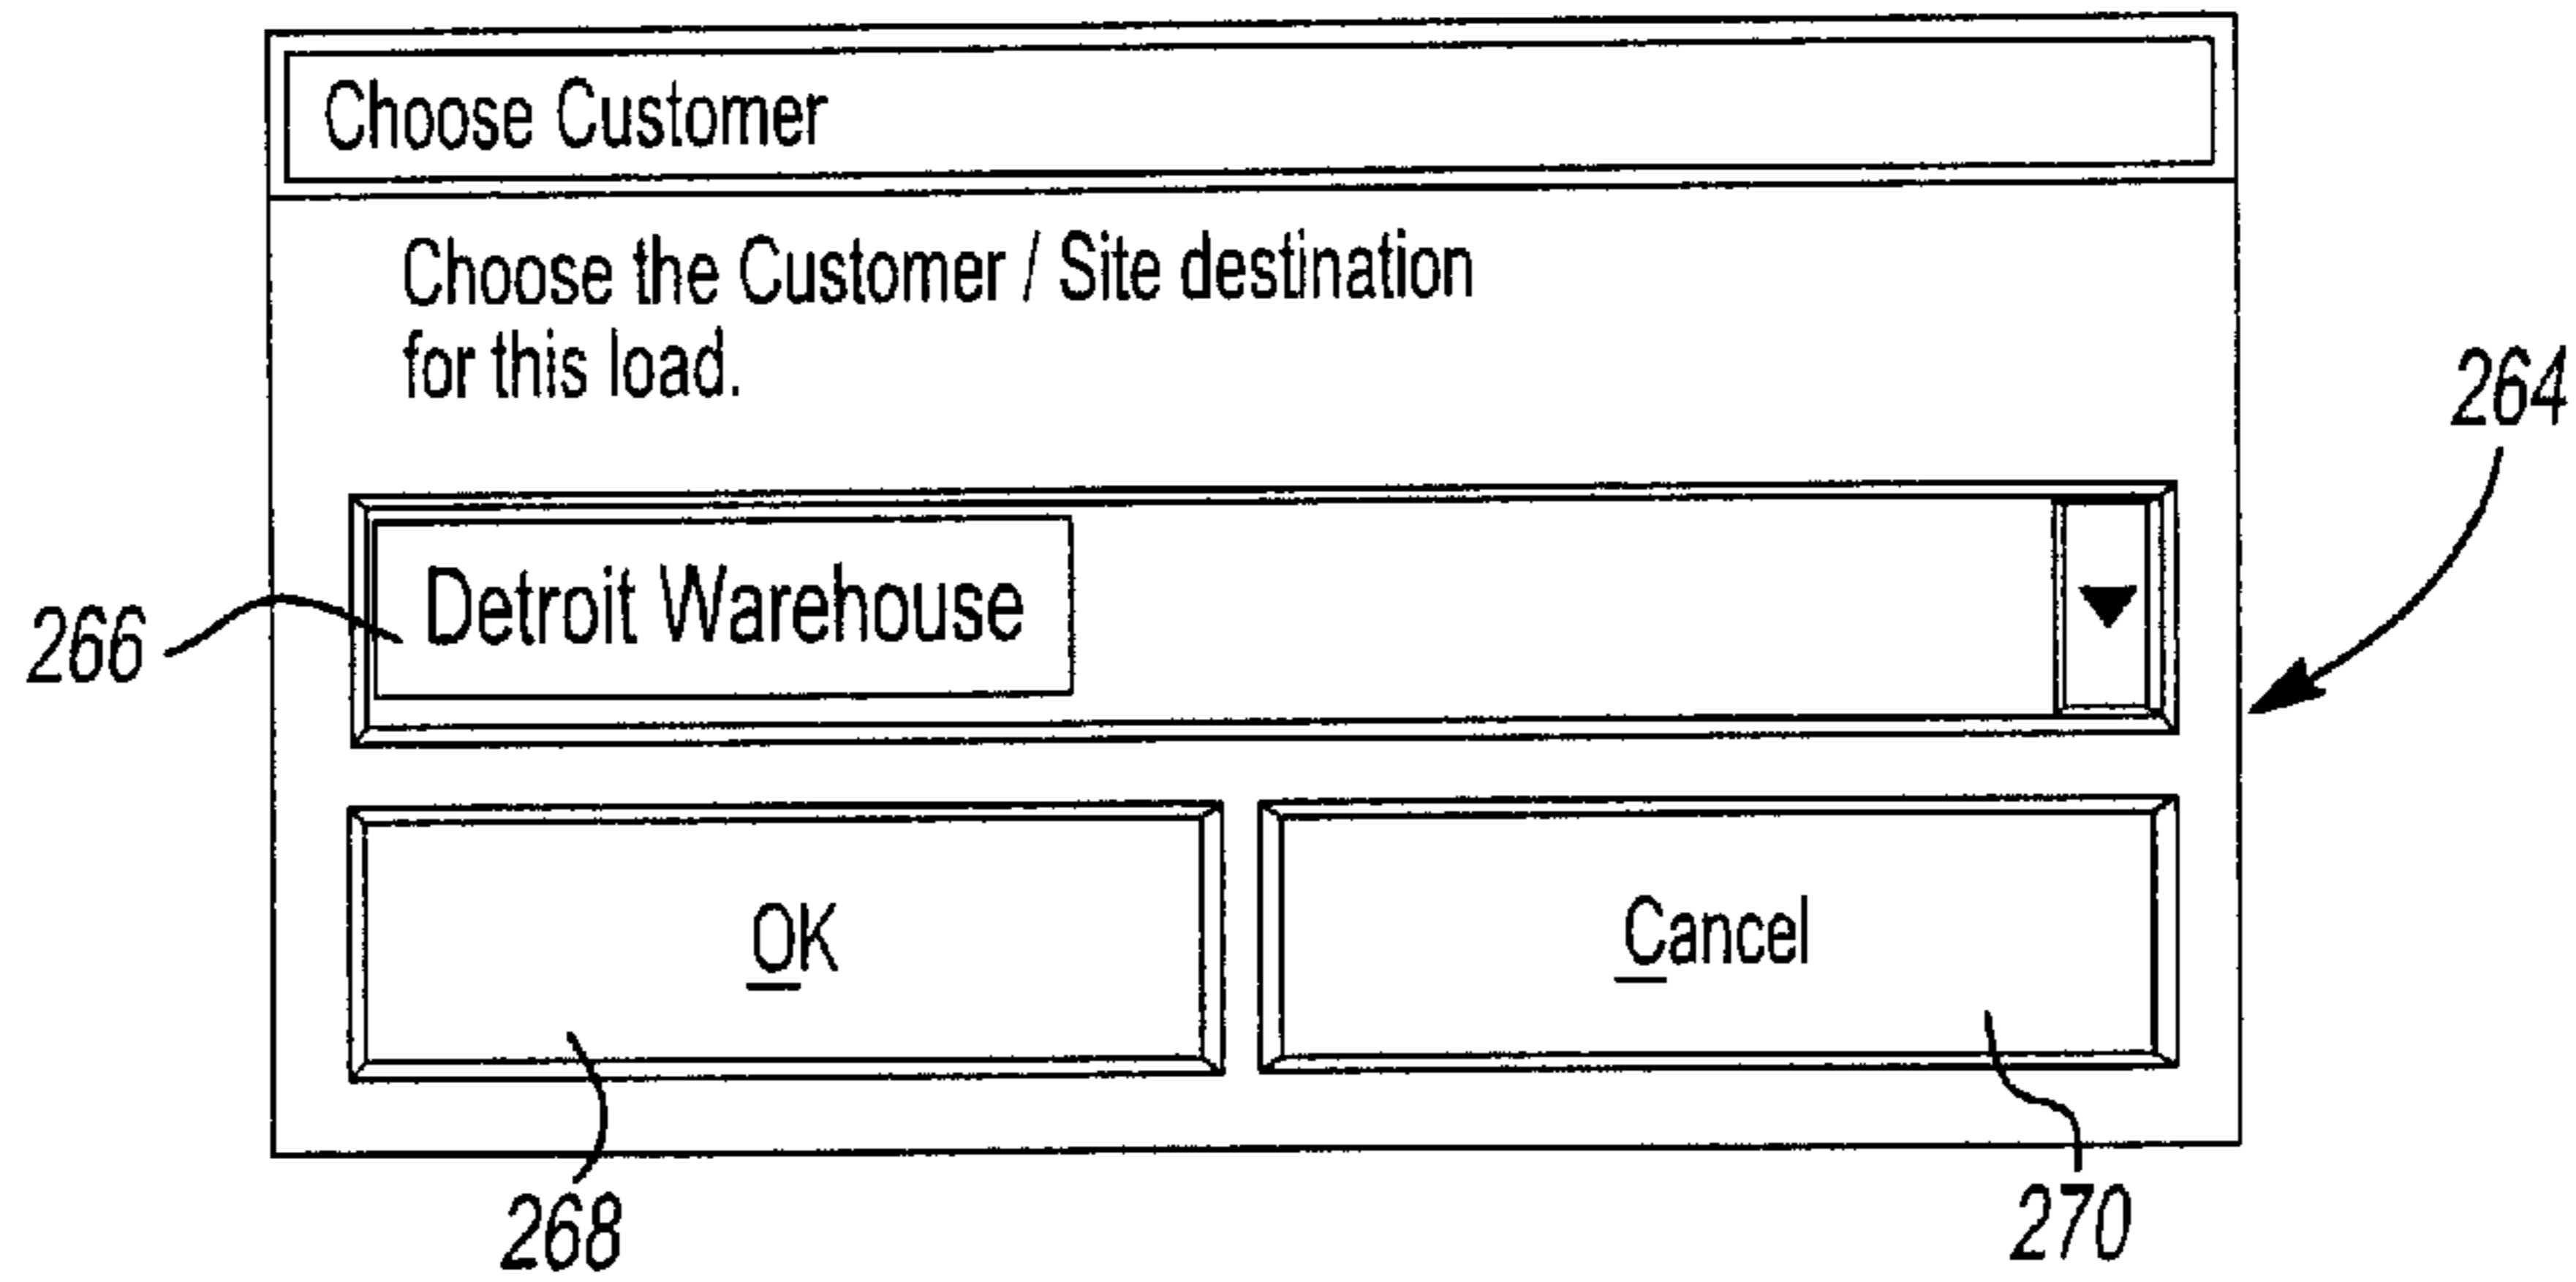 Choose Customer
Choose the Customer / Site destination
for this load.
264
Detroit Warehouse
266
OK
Cancel
268
270